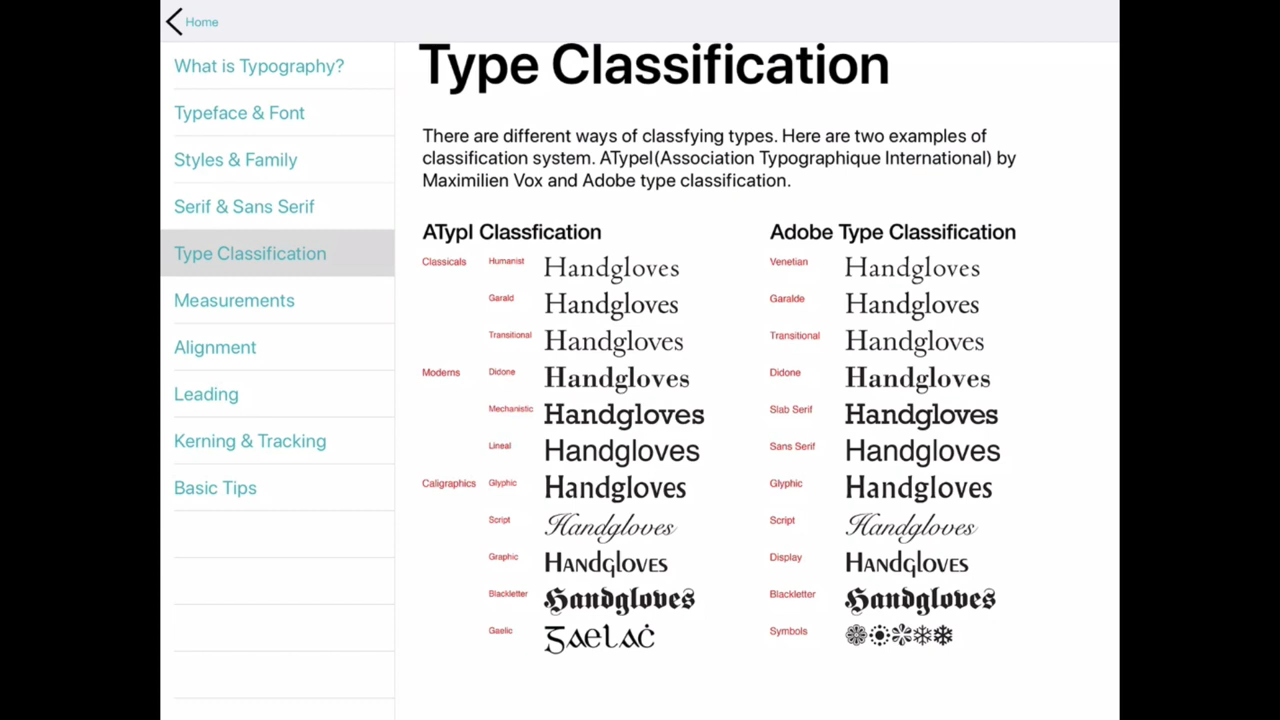 Home
What is Typography?
Typeface & Font
Styles & Family
Serif & Sans Serif
Type Classification
Measurements
Alignment
Leading
Kerning & Tracking
Basic Tips
Type Classification
There are different ways of classfying types. Here are two examples of
classification system. ATypeI(Association Typographique International) by
Maximilien Vox and Adobe type classification.
ATypI Classfication
Classicals Humanist Handgloves
Garald Handgloves
Transitional Handgloves
Moderns Didone Handgloves
Mechanistic Handgloves
Lineal Handgloves
Caligraphics Glyphic Handgloves
Script Handgloves
Graphic Handgloves
Blackletter Handgloves
Gaelic Gaelaċ
Adobe Type Classification
Venetian Handgloves
Garalde Handgloves
Transitional Handgloves
Didone Handgloves
Slab Serif Handgloves
Sans Serif Handgloves
Glyphic Handgloves
Script Handgloves
Display Handgloves
Blackletter Handgloves
Symbols